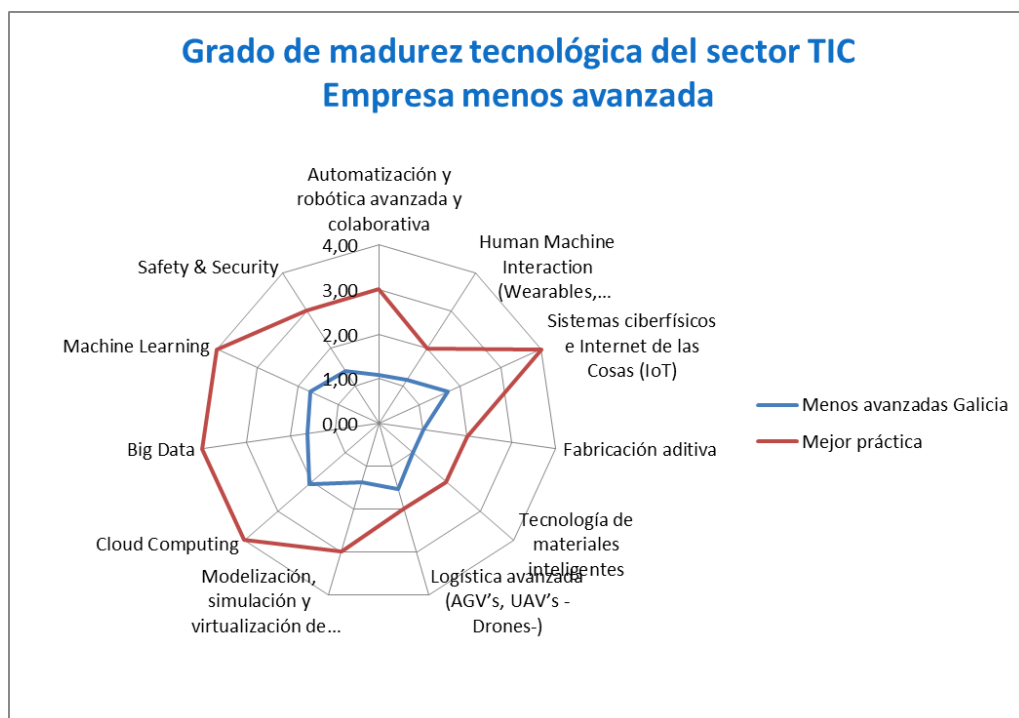 Grado de madurez tecnológica del sector TIC
Empresa menos avanzada
Automatización y
robótica avanzada y
colaborativa
4,00
3,00
2,00
1,00
0,00
Human Machine
Interaction
(Wearables,...
Sistemas ciberfísicos
e Internet de las
Cosas (IoT)
Fabricación aditiva
Tecnología de
materiales
inteligentes
Logística avanzada
(AGV's, UAV's -
Drones-)
Modelización,
simulación y
virtualización de...
Cloud Computing
Big Data
Machine Learning
Safety & Security
Menos avanzadas Galicia
Mejor práctica